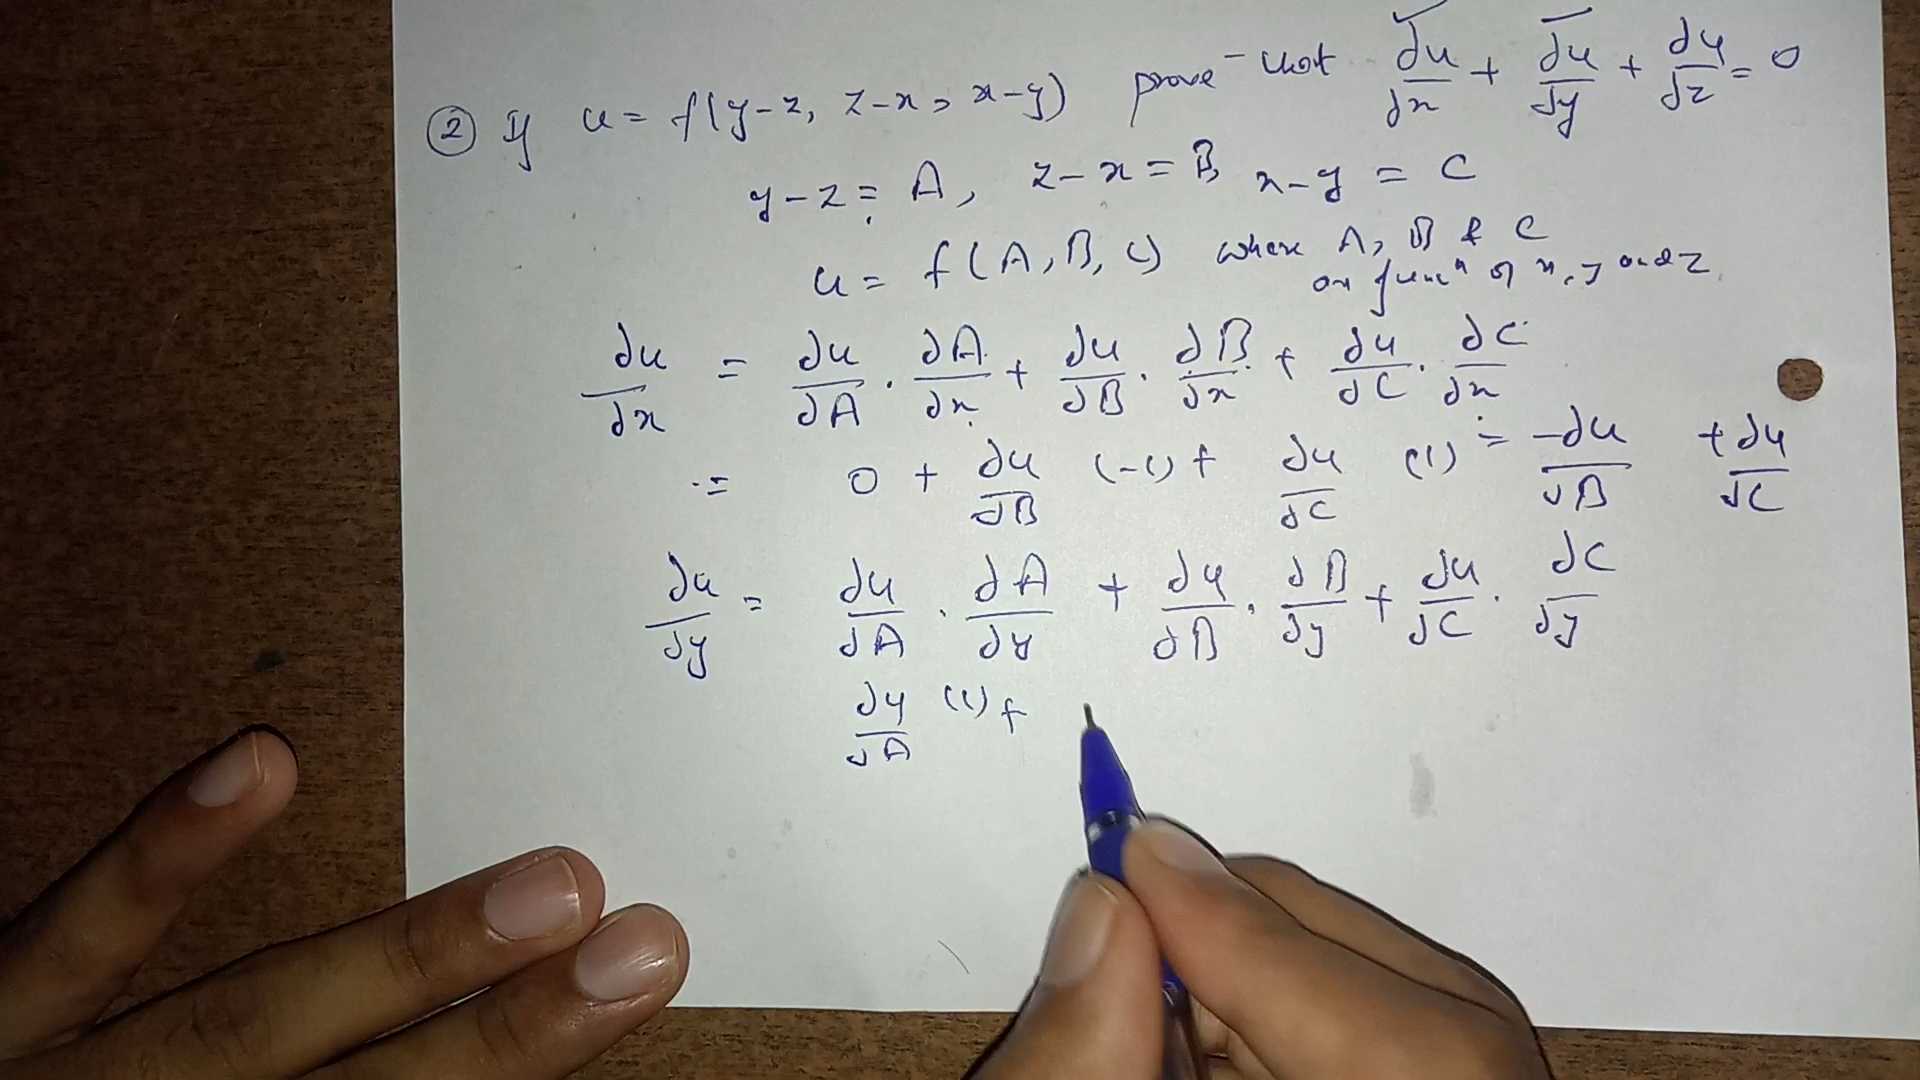 ② If u = f(y-z, z-x, x-y) prove that ∂u/∂x + ∂u/∂y + ∂u/∂z = 0
y-z = A, z-x = B x-y = C
u = f(A, B, C) where A, B & C
are funcⁿ of x, y and z
∂u/∂x = ∂u/∂A · ∂A/∂x + ∂u/∂B · ∂B/∂x + ∂u/∂C · ∂C/∂x
= 0 + ∂u/∂B (-1) + ∂u/∂C (1) = -∂u/∂B + ∂u/∂C
∂u/∂y = ∂u/∂A · ∂A/∂y + ∂u/∂B · ∂B/∂y + ∂u/∂C · ∂C/∂y
∂u/∂A (1) +